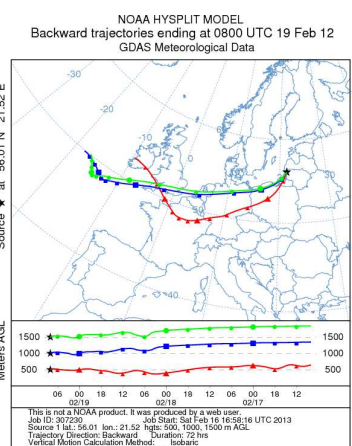 NOAA HYSPLIT MODEL
Backward trajectories ending at 0800 UTC 19 Feb 12
GDAS Meteorological Data
Source ★ at 56.01 N 21.52 E
-30
-20
-10
0
30
40
Meters AGL
1500
1000
500
1500
1000
500
06 00 18 12 06 00 18 12 06 00 18 12
02/19 02/18 02/17
This is not a NOAA product. It was produced by a web user.
Job ID: 307230 Job Start: Sat Feb 16 16:58:16 UTC 2013
Source 1 lat.: 56.01 lon.: 21.52 hgts: 500, 1000, 1500 m AGL
Trajectory Direction: Backward Duration: 72 hrs
Vertical Motion Calculation Method: Isobaric